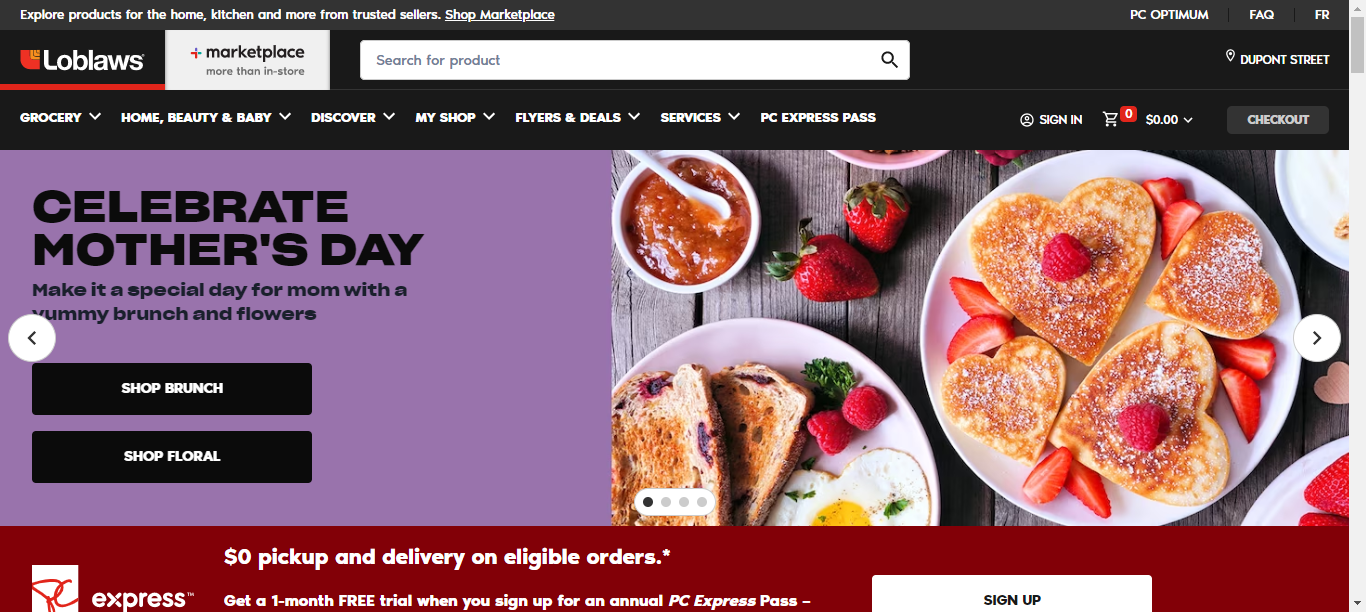 Explore products for the home, kitchen and more from trusted sellers. Shop Marketplace
PC OPTIMUM
FAQ
FR
Loblaws
marketplace
more than in-store
Search for product
DUPONT STREET
GROCERY
HOME, BEAUTY & BABY
DISCOVER
MY SHOP
FLYERS & DEALS
SERVICES
PC EXPRESS PASS
SIGN IN
0
$0.00
CHECKOUT
CELEBRATE
MOTHER'S DAY
Make it a special day for mom with a
yummy brunch and flowers
SHOP BRUNCH
SHOP FLORAL
$0 pickup and delivery on eligible orders.*
PC express™
Get a 1-month FREE trial when you sign up for an annual PC Express Pass –
SIGN UP